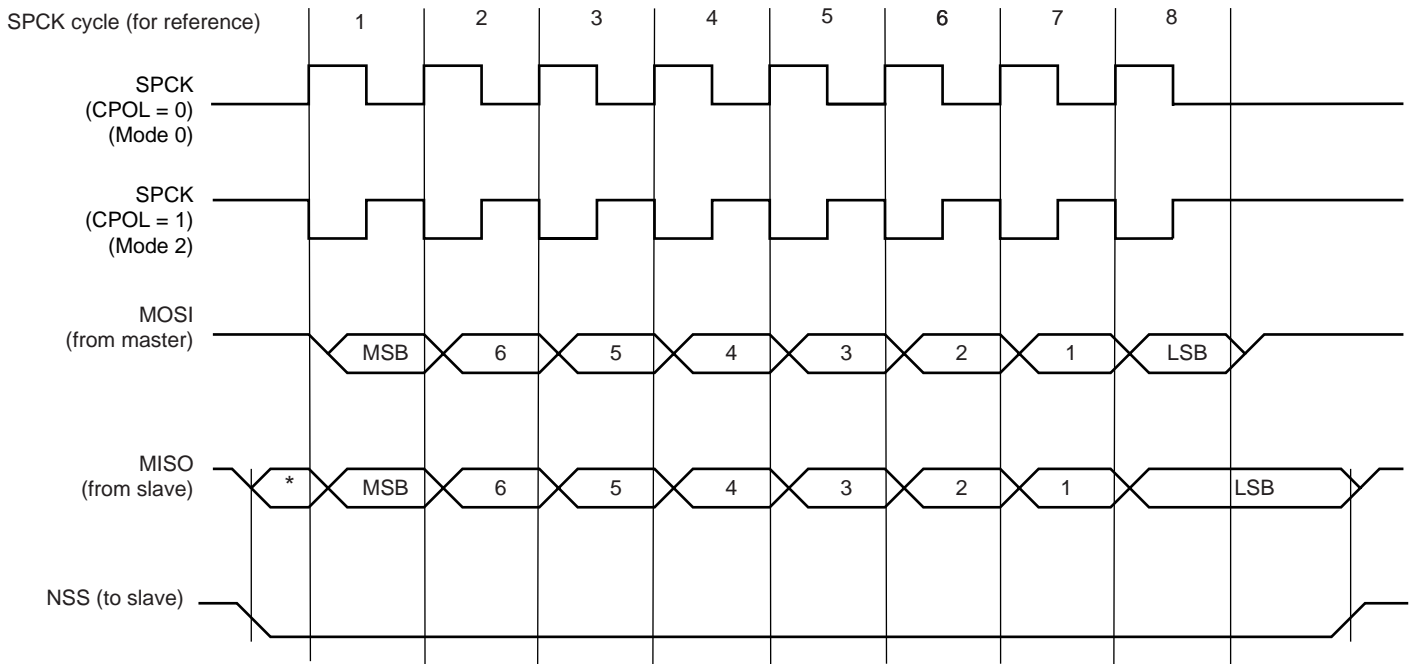 SPCK cycle (for reference) 1 2 3 4 5 6 7 8
SPCK
(CPOL = 0)
(Mode 0)
SPCK
(CPOL = 1)
(Mode 2)
MOSI
(from master)
MSB 6 5 4 3 2 1 LSB
MISO
(from slave)
* MSB 6 5 4 3 2 1 LSB
NSS (to slave)